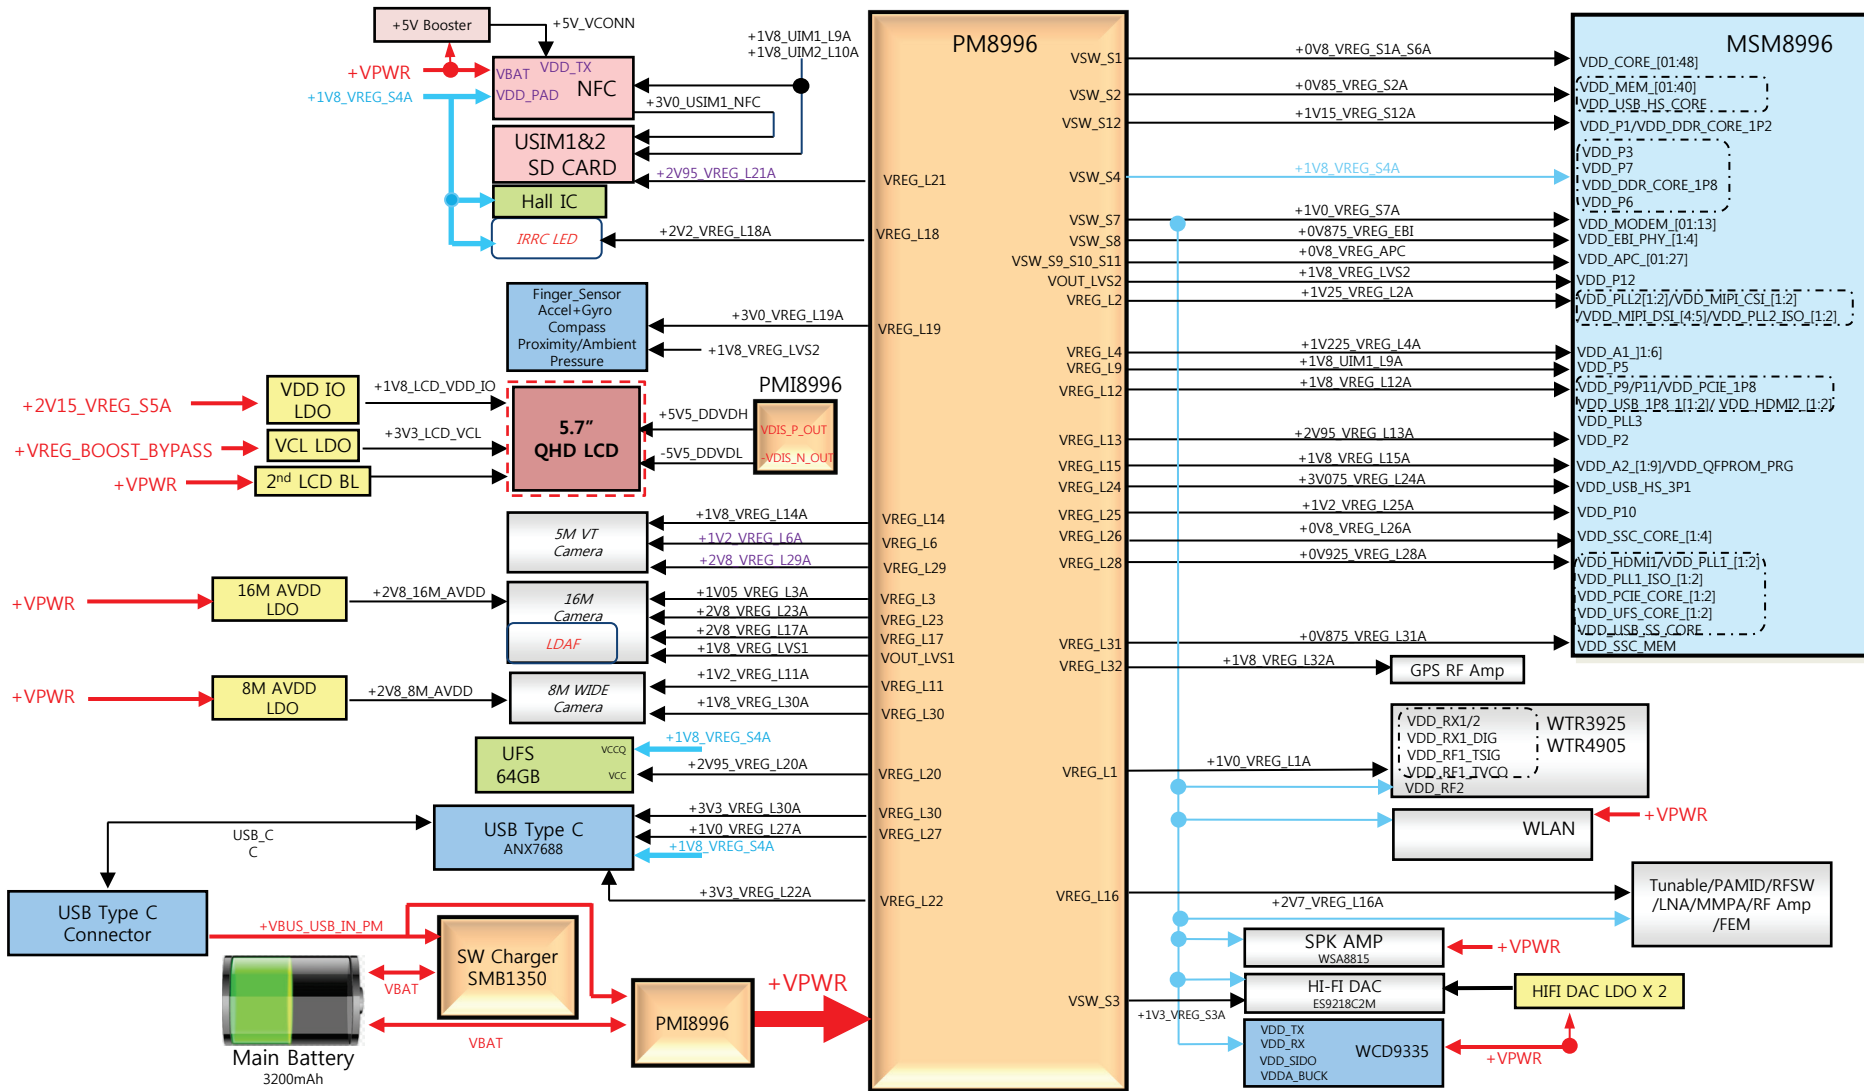 +5V Booster
+5V_VCONN
+1V8_UIM1_L9A
+1V8_UIM2_L10A
+VPWR
VDD_TX
VBAT
NFC
+1V8_VREG_S4A
VDD_PAD
+3V0_USIM1_NFC
USIM1&2
SD CARD
+2V95_VREG_L21A
Hall IC
IRRC LED
+2V2_VREG_L18A
Finger_Sensor
Accel+Gyro
Compass
Proximity/Ambient
Pressure
+3V0_VREG_L19A
+1V8_VREG_LVS2
+2V15_VREG_S5A
VDD IO
LDO
+1V8_LCD_VDD_IO
+VREG_BOOST_BYPASS
VCL LDO
+3V3_LCD_VCL
+VPWR
2nd LCD BL
5.7”
QHD LCD
PMI8996
+5V5_DDVDH
VDIS_P_OUT
-5V5_DDVDL
-VDIS_N_OUT
5M VT
Camera
+1V8_VREG_L14A
+1V2_VREG_L6A
+2V8_VREG_L29A
+VPWR
16M AVDD
LDO
+2V8_16M_AVDD
16M
Camera
LDAF
+1V05_VREG_L3A
+2V8_VREG_L23A
+2V8_VREG_L17A
+1V8_VREG_LVS1
+VPWR
8M AVDD
LDO
+2V8_8M_AVDD
8M WIDE
Camera
+1V2_VREG_L11A
+1V8_VREG_L30A
UFS
64GB
VCCQ
VCC
+1V8_VREG_S4A
+2V95_VREG_L20A
USB_C
C
USB Type C
ANX7688
+3V3_VREG_L30A
+1V0_VREG_L27A
+1V8_VREG_S4A
+3V3_VREG_L22A
USB Type C
Connector
+VBUS_USB_IN_PM
SW Charger
SMB1350
VBAT
VBAT
Main Battery
3200mAh
PMI8996
+VPWR
PM8996
VREG_L21
VREG_L18
VREG_L19
VREG_L14
VREG_L6
VREG_L29
VREG_L3
VREG_L23
VREG_L17
VOUT_LVS1
VREG_L11
VREG_L30
VREG_L20
VREG_L30
VREG_L27
VREG_L22
VSW_S1
VSW_S2
VSW_S12
VSW_S4
VSW_S7
VSW_S8
VSW_S9_S10_S11
VOUT_LVS2
VREG_L2
VREG_L4
VREG_L9
VREG_L12
VREG_L13
VREG_L15
VREG_L24
VREG_L25
VREG_L26
VREG_L28
VREG_L31
VREG_L32
VREG_L1
VREG_L16
VSW_S3
+0V8_VREG_S1A_S6A
+0V85_VREG_S2A
+1V15_VREG_S12A
+1V8_VREG_S4A
+1V0_VREG_S7A
+0V875_VREG_EBI
+0V8_VREG_APC
+1V8_VREG_LVS2
+1V25_VREG_L2A
+1V225_VREG_L4A
+1V8_UIM1_L9A
+1V8_VREG_L12A
+2V95_VREG_L13A
+1V8_VREG_L15A
+3V075_VREG_L24A
+1V2_VREG_L25A
+0V8_VREG_L26A
+0V925_VREG_L28A
+0V875_VREG_L31A
+1V8_VREG_L32A
+1V0_VREG_L1A
+2V7_VREG_L16A
+1V3_VREG_S3A
MSM8996
VDD_CORE_[01:48]
VDD_MEM_[01:40]
VDD_USB_HS_CORE
VDD_P1/VDD_DDR_CORE_1P2
VDD_P3
VDD_P7
VDD_DDR_CORE_1P8
VDD_P6
VDD_MODEM_[01:13]
VDD_EBI_PHY_[1:4]
VDD_APC_[01:27]
VDD_P12
VDD_PLL2[1:2]/VDD_MIPI_CSI_[1:2]
/VDD_MIPI_DSI_[4:5]/VDD_PLL2_ISO_[1:2]
VDD_A1_]1:6]
VDD_P5
VDD_P9/P11/VDD_PCIE_1P8
VDD_USB_1P8_1[1:2]/ VDD_HDMI2_[1:2]
VDD_PLL3
VDD_P2
VDD_A2_[1:9]/VDD_QFPROM_PRG
VDD_USB_HS_3P1
VDD_P10
VDD_SSC_CORE_[1:4]
VDD_HDMI1/VDD_PLL1_[1:2]
VDD_PLL1_ISO_[1:2]
VDD_PCIE_CORE_[1:2]
VDD_UFS_CORE_[1:2]
VDD_USB_SS_CORE
VDD_SSC_MEM
GPS RF Amp
VDD_RX1/2
VDD_RX1_DIG
VDD_RF1_TSIG
VDD_RF1_TVCO
VDD_RF2
WTR3925
WTR4905
WLAN
+VPWR
Tunable/PAMID/RFSW
/LNA/MMPA/RF Amp
/FEM
SPK AMP
WSA8815
+VPWR
HI-FI DAC
ES9218C2M
HIFI DAC LDO X 2
VDD_TX
VDD_RX
VDD_SIDO
VDDA_BUCK
WCD9335
+VPWR